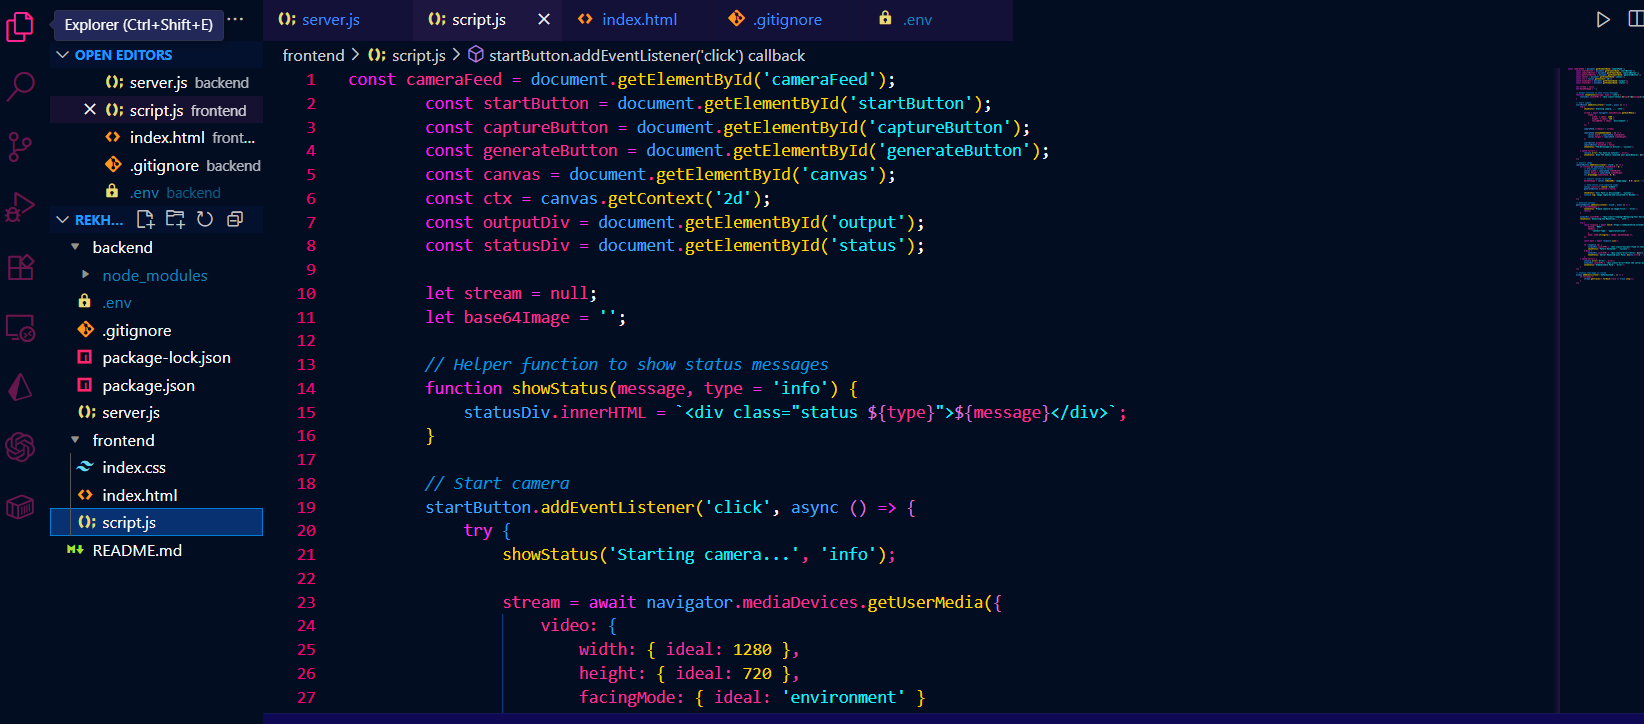 Explorer (Ctrl+Shift+E)
···
server.js
script.js
index.html
.gitignore
.env
OPEN EDITORS
server.js backend
script.js frontend
index.html front...
.gitignore backend
.env backend
REKH...
backend
node_modules
.env
.gitignore
package-lock.json
package.json
server.js
frontend
index.css
index.html
script.js
README.md
frontend > script.js > startButton.addEventListener('click') callback
1 const cameraFeed = document.getElementById('cameraFeed');
2 const startButton = document.getElementById('startButton');
3 const captureButton = document.getElementById('captureButton');
4 const generateButton = document.getElementById('generateButton');
5 const canvas = document.getElementById('canvas');
6 const ctx = canvas.getContext('2d');
7 const outputDiv = document.getElementById('output');
8 const statusDiv = document.getElementById('status');
9
10 let stream = null;
11 let base64Image = '';
12
13 // Helper function to show status messages
14 function showStatus(message, type = 'info') {
15 statusDiv.innerHTML = `<div class="status ${type}">${message}</div>`;
16 }
17
18 // Start camera
19 startButton.addEventListener('click', async () => {
20 try {
21 showStatus('Starting camera...', 'info');
22
23 stream = await navigator.mediaDevices.getUserMedia({
24 video: {
25 width: { ideal: 1280 },
26 height: { ideal: 720 },
27 facingMode: { ideal: 'environment' }